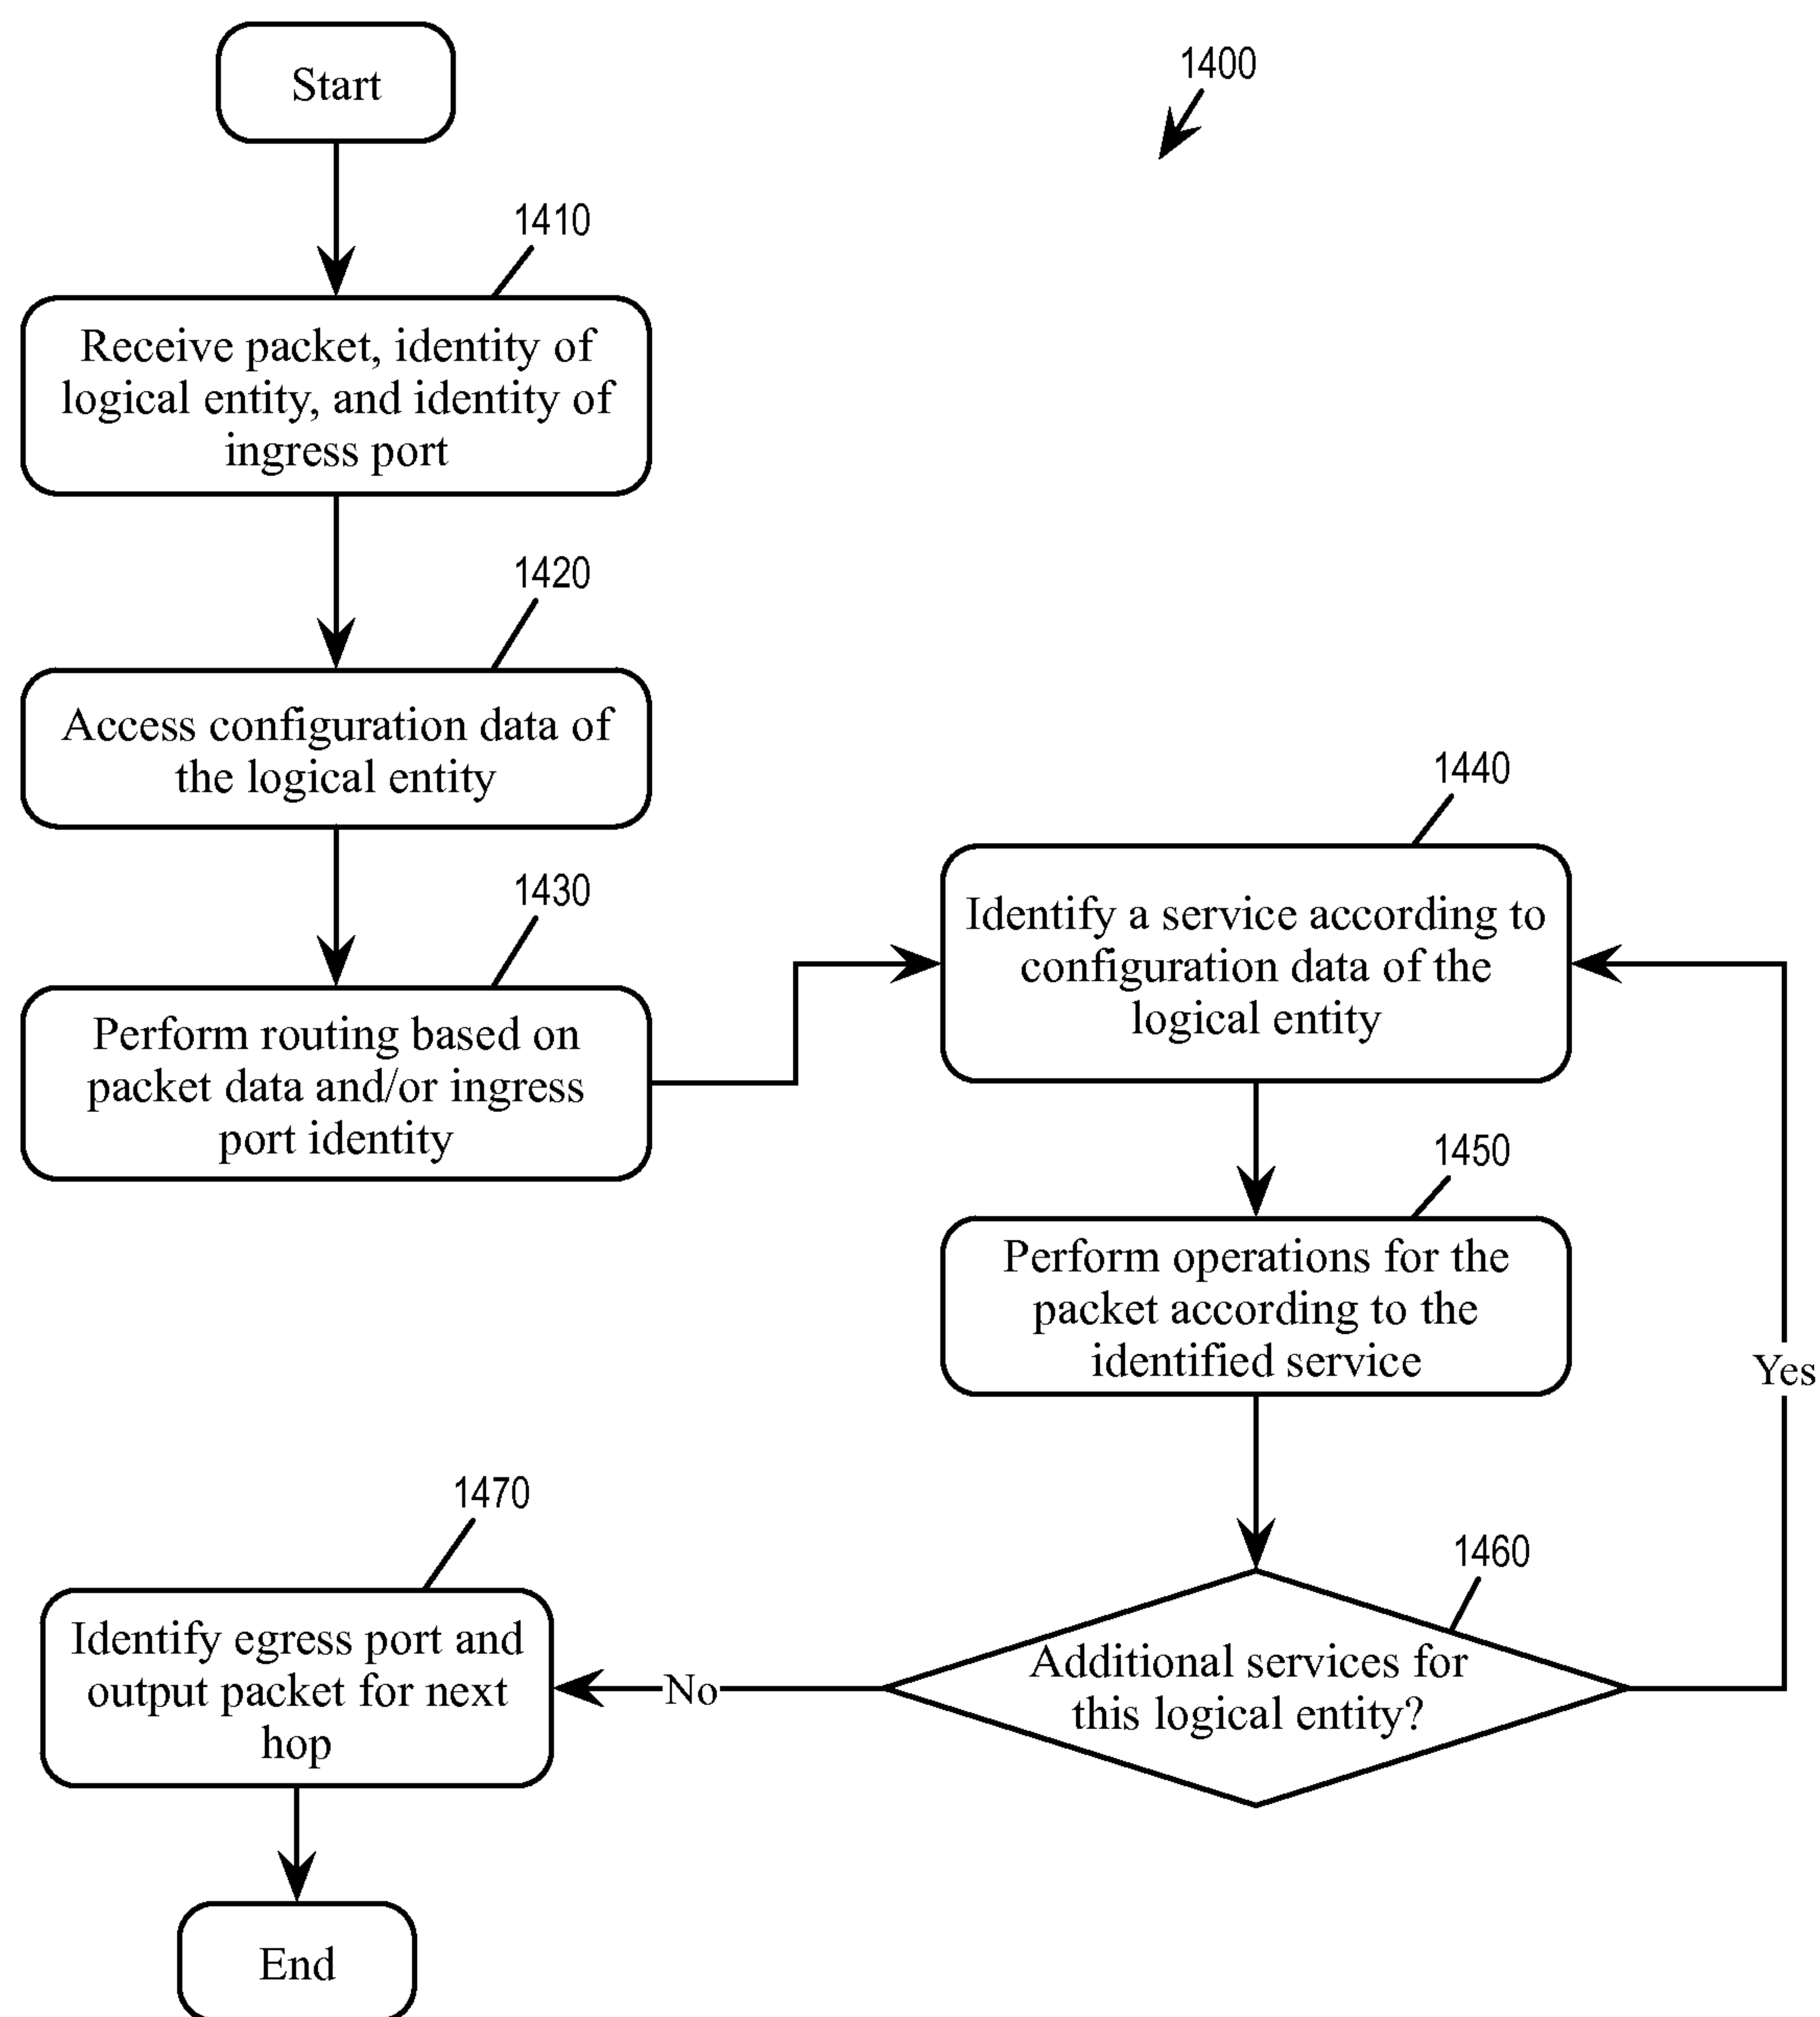 Start
1400
1410
Receive packet, identity of
logical entity, and identity of
ingress port
1420
Access configuration data of
the logical entity
1430
Perform routing based on
packet data and/or ingress
port identity
1440
Identify a service according to
configuration data of the
logical entity
1450
Perform operations for the
packet according to the
identified service
Yes
1460
Additional services for
this logical entity?
No
1470
Identify egress port and
output packet for next
hop
End